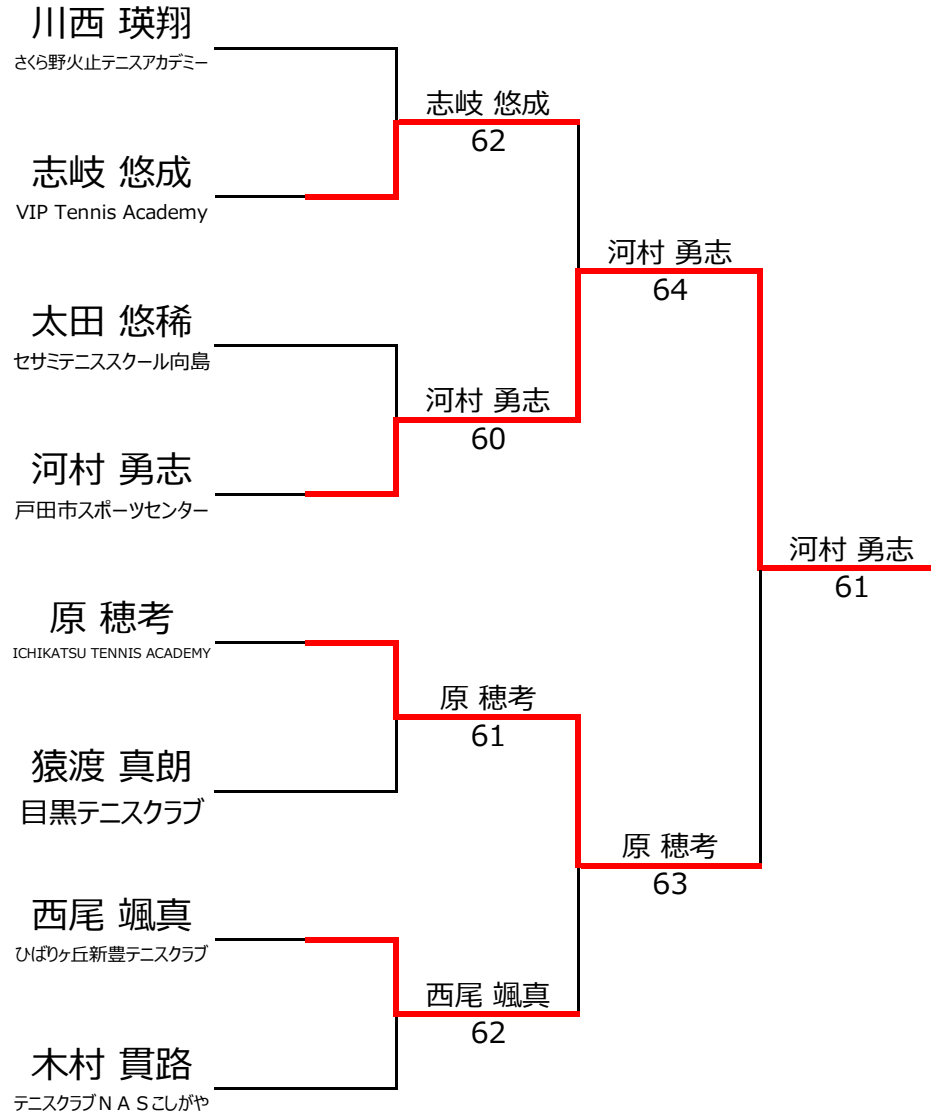 川西 瑛翔
さくら野火止テニスアカデミー
志岐 悠成
62
志岐 悠成
VIP Tennis Academy
河村 勇志
64
太田 悠稀
セサミテニススクール向島
河村 勇志
60
河村 勇志
戸田市スポーツセンター
河村 勇志
61
原 穂考
ICHIKATSU TENNIS ACADEMY
原 穂考
61
猿渡 真朗
目黒テニスクラブ
原 穂考
63
西尾 颯真
ひばりヶ丘新豊テニスクラブ
西尾 颯真
62
木村 貫路
テニスクラブＮＡＳこしがや